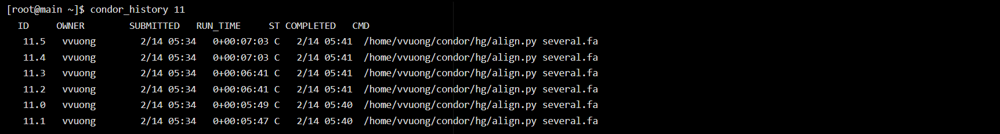 [root@main ~]$ condor_history 11
ID OWNER SUBMITTED RUN_TIME ST COMPLETED CMD
11.5 vvuong 2/14 05:34 0+00:07:03 C 2/14 05:41 /home/vvuong/condor/hg/align.py several.fa
11.4 vvuong 2/14 05:34 0+00:07:03 C 2/14 05:41 /home/vvuong/condor/hg/align.py several.fa
11.3 vvuong 2/14 05:34 0+00:06:41 C 2/14 05:41 /home/vvuong/condor/hg/align.py several.fa
11.2 vvuong 2/14 05:34 0+00:06:41 C 2/14 05:41 /home/vvuong/condor/hg/align.py several.fa
11.0 vvuong 2/14 05:34 0+00:05:49 C 2/14 05:40 /home/vvuong/condor/hg/align.py several.fa
11.1 vvuong 2/14 05:34 0+00:05:47 C 2/14 05:40 /home/vvuong/condor/hg/align.py several.fa